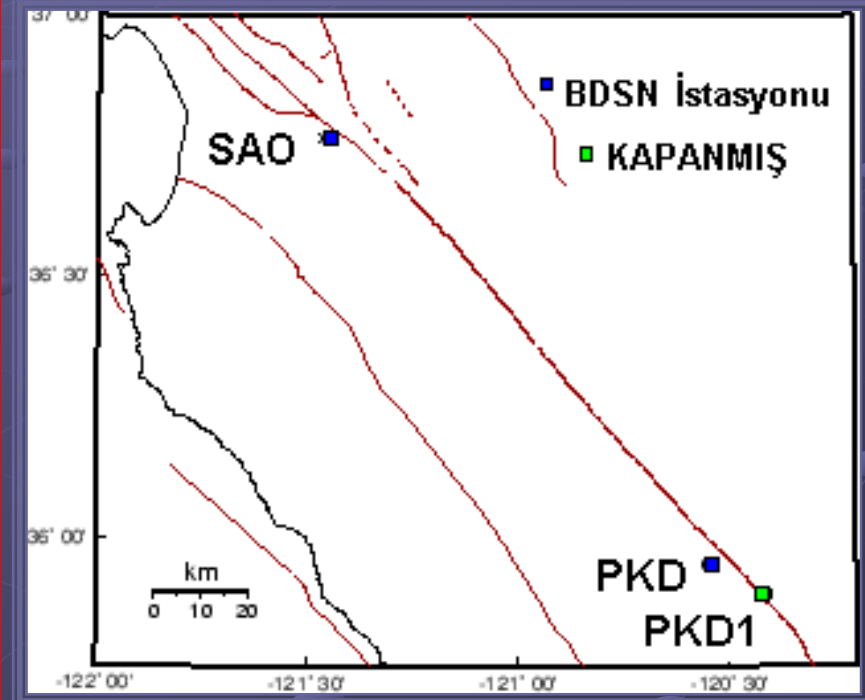 37° 00'
BDSN İstasyonu
KAPANMIŞ
SAO
36° 30'
36° 00'
km
0 10 20
PKD
PKD1
-122° 00' -121° 30' -121° 00' -120° 30'